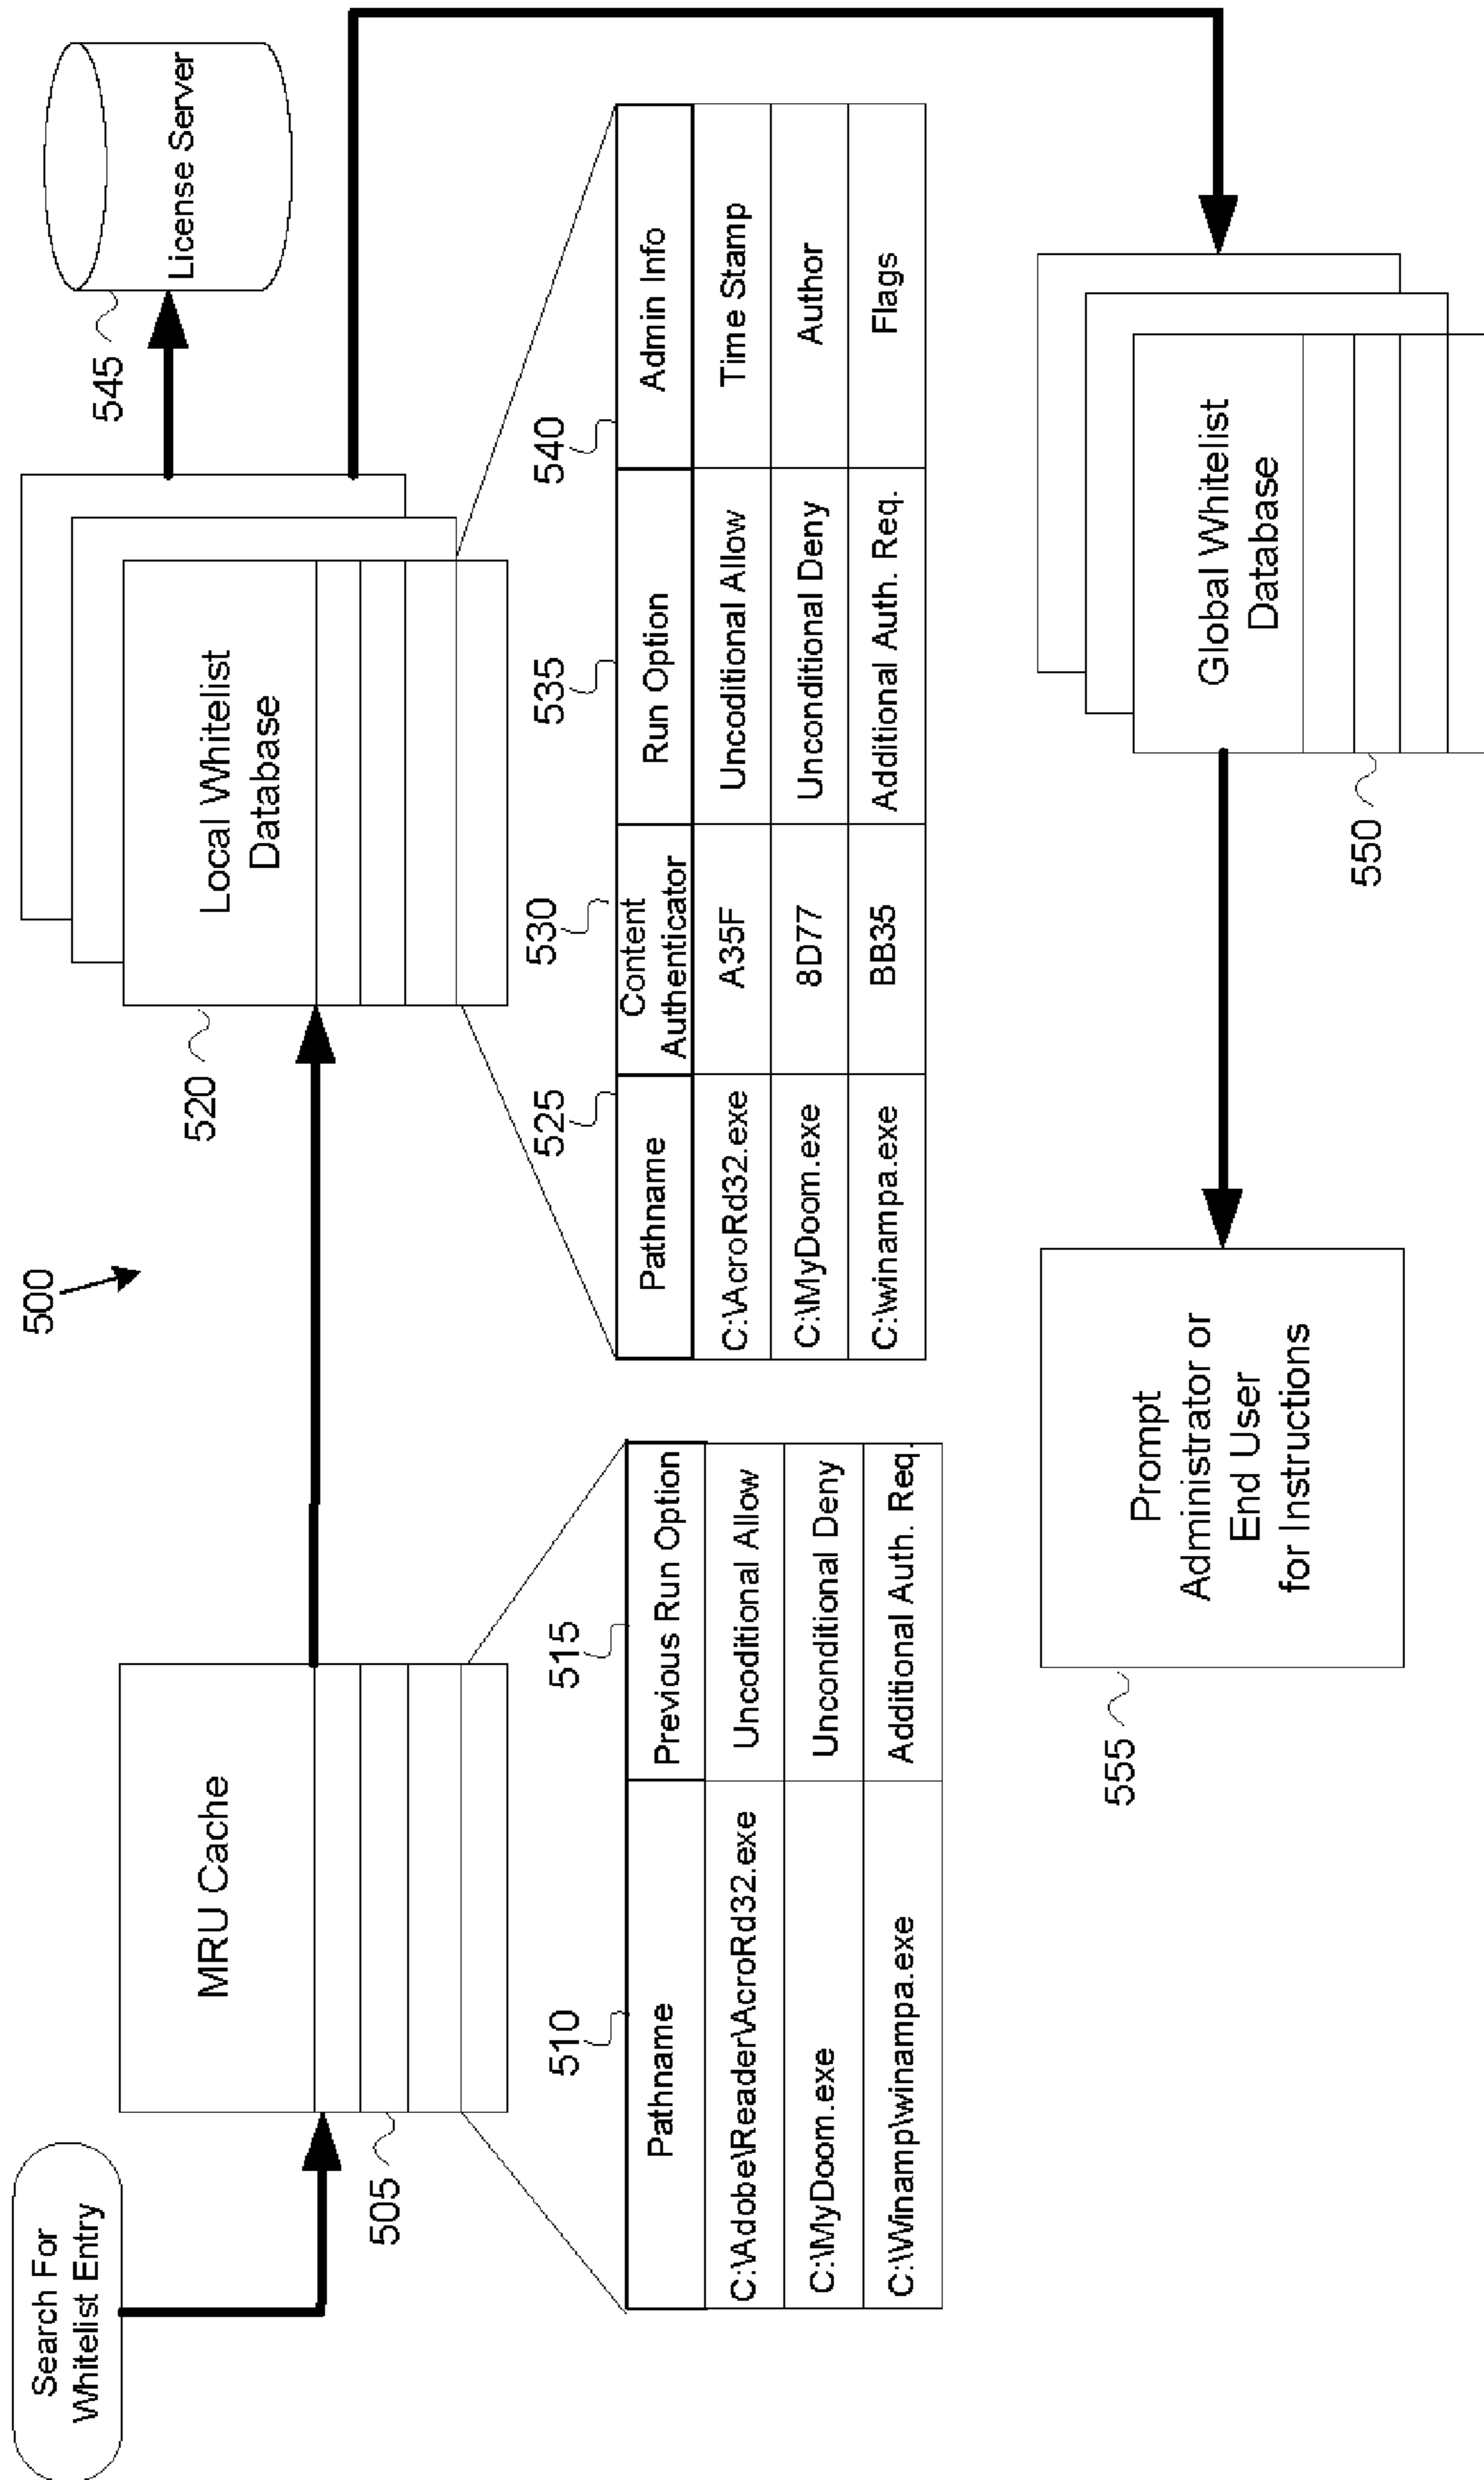 Search For
Whitelist Entry
MRU Cache
505
500
Local Whitelist
Database
520
545
License Server
510
515
Pathname Previous Run Option
C:\Adobe\Reader\AcroRd32.exe Uncoditional Allow
C:\MyDoom.exe Unconditional Deny
C:\Winamp\winampa.exe Additional Auth. Req.
525
530
535
540
Pathname Content Authenticator Run Option Admin Info
C:\AcroRd32.exe A35F Uncoditional Allow Time Stamp
C:\MyDoom.exe 8D77 Unconditional Deny Author
C:\winampa.exe BB35 Additional Auth. Req. Flags
Prompt
Administrator or
End User
for Instructions
555
Global Whitelist
Database
550